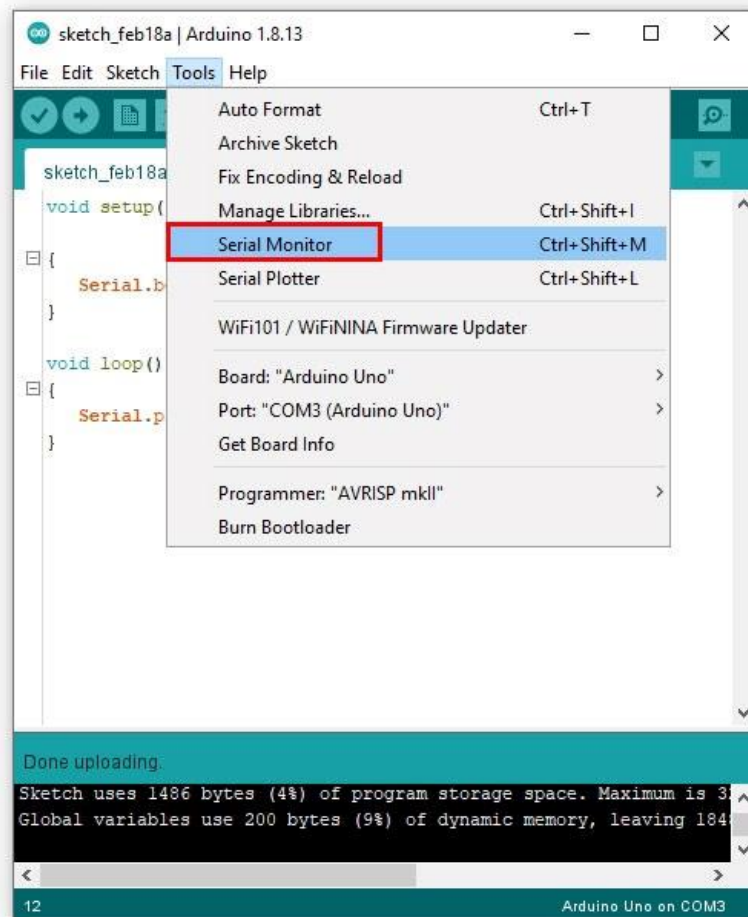 sketch_feb18a | Arduino 1.8.13
File Edit Sketch Tools Help
Auto Format Ctrl+T
Archive Sketch
sketch_feb18a
Fix Encoding & Reload
void setup(
Manage Libraries... Ctrl+Shift+I
Serial Monitor Ctrl+Shift+M
{
Serial.b
Serial Plotter Ctrl+Shift+L
}
WiFi101 / WiFiNINA Firmware Updater
void loop()
Board: "Arduino Uno"
{
Serial.p
Port: "COM3 (Arduino Uno)"
}
Get Board Info
Programmer: "AVRISP mkII"
Burn Bootloader
Done uploading.
Sketch uses 1486 bytes (4%) of program storage space. Maximum is 3
Global variables use 200 bytes (9%) of dynamic memory, leaving 184
12 Arduino Uno on COM3